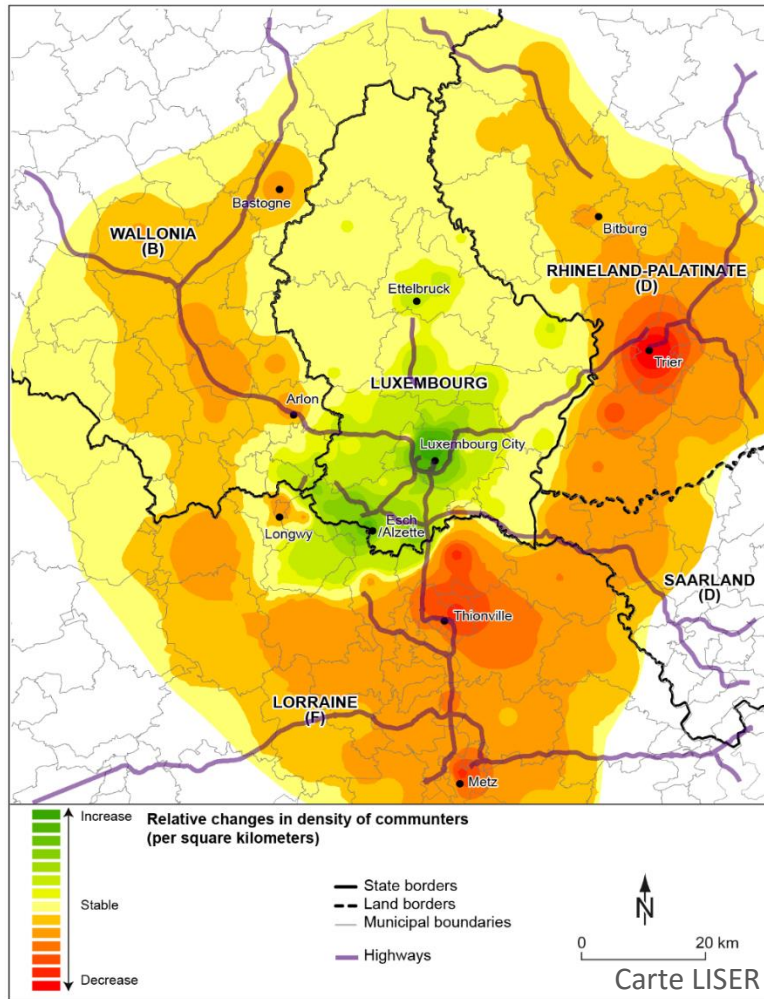 Bastogne
WALLONIA
(B)
Bitburg
RHINELAND-PALATINATE
(D)
Ettelbruck
Trier
LUXEMBOURG
Arlon
Luxembourg City
Longwy
Esch
/Alzette
SAARLAND
(D)
Thionville
LORRAINE
(F)
Metz
Increase
Stable
Decrease
Relative changes in density of communters
(per square kilometers)
State borders
Land borders
Municipal boundaries
Highways
N
0 20 km
Carte LISER